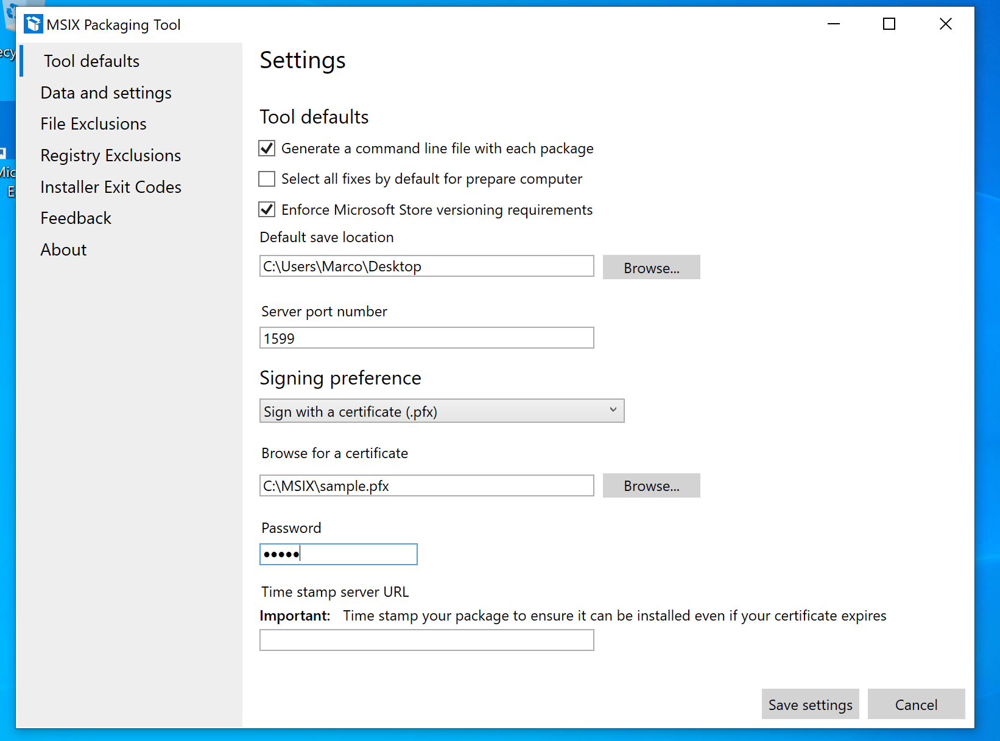 MSIX Packaging Tool
Tool defaults
Data and settings
File Exclusions
Registry Exclusions
Installer Exit Codes
Feedback
About
Settings
Tool defaults
Generate a command line file with each package
Select all fixes by default for prepare computer
Enforce Microsoft Store versioning requirements
Default save location
C:\Users\Marco\Desktop
Browse...
Server port number
1599
Signing preference
Sign with a certificate (.pfx)
Browse for a certificate
C:\MSIX\sample.pfx
Browse...
Password
•••••
Time stamp server URL
Important: Time stamp your package to ensure it can be installed even if your certificate expires
Save settings
Cancel